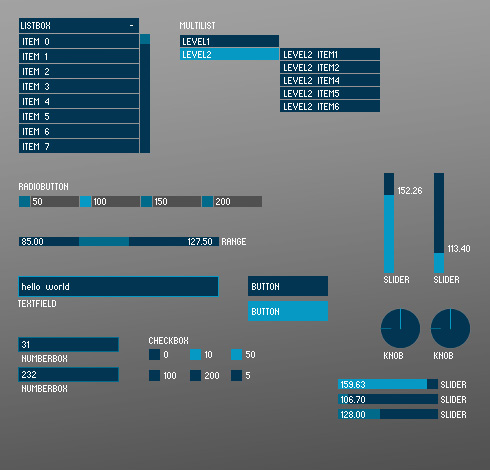 LISTBOX -
ITEM 0
ITEM 1
ITEM 2
ITEM 3
ITEM 4
ITEM 5
ITEM 6
ITEM 7
MULTILIST
LEVEL1
LEVEL2
LEVEL2 ITEM1
LEVEL2 ITEM2
LEVEL2 ITEM4
LEVEL2 ITEM5
LEVEL2 ITEM6
RADIOBUTTON
50 100 150 200
152.26
SLIDER
113.40
SLIDER
85.00 127.50 RANGE
hello world
TEXTFIELD
BUTTON
BUTTON
31
NUMBERBOX
232
NUMBERBOX
CHECKBOX
0 10 50
100 200 5
KNOB KNOB
159.63 SLIDER
106.70 SLIDER
128.00 SLIDER